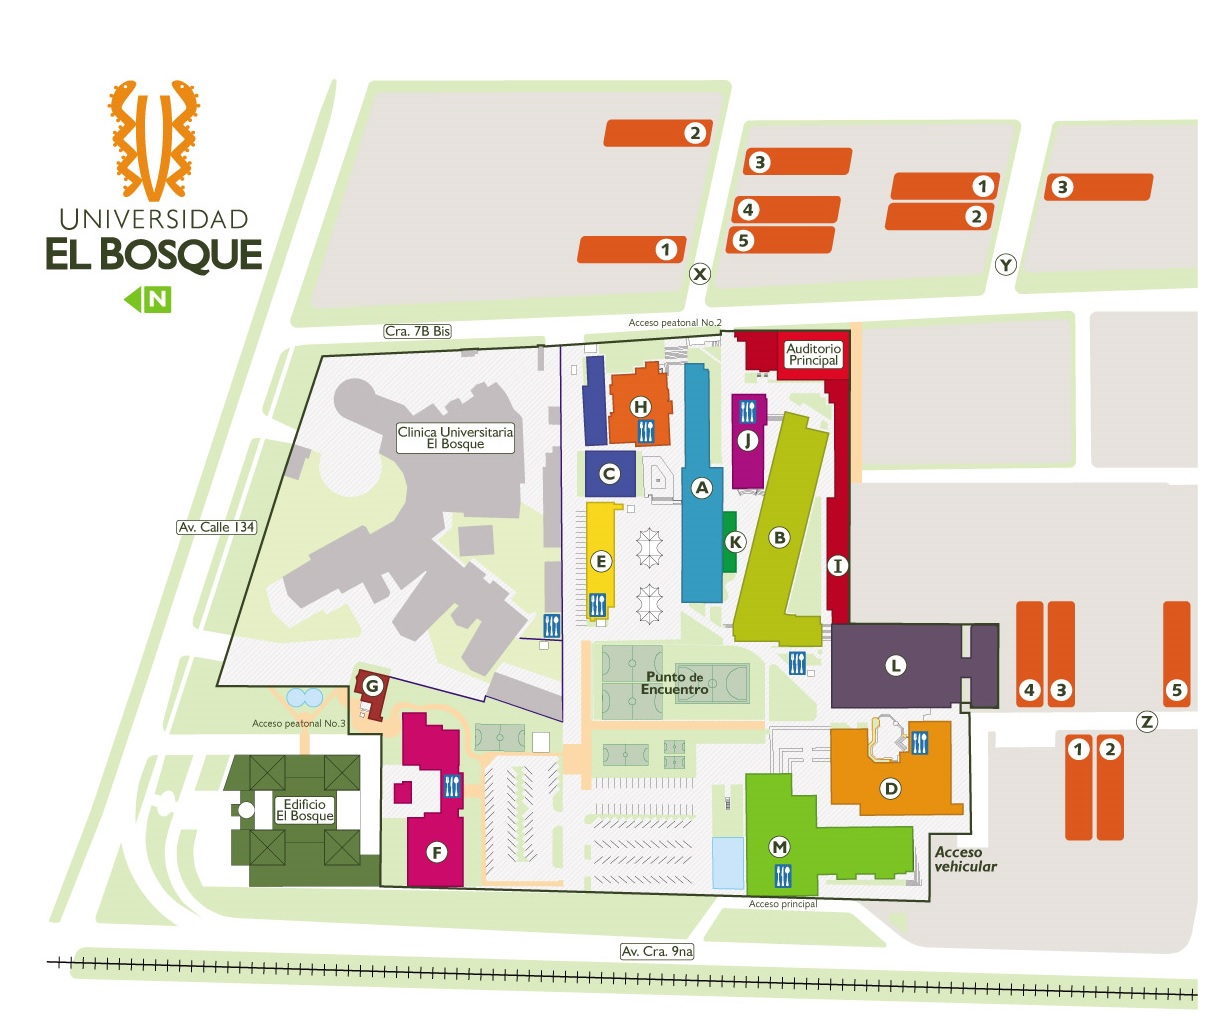 UNIVERSIDAD
EL BOSQUE
N
2
1
X
3
4
5
1
2
Y
3
Cra. 7B Bis
Acceso peatonal No.2
Auditorio
Principal
Clinica Universitaria
El Bosque
H
J
C
A
Av. Calle 134
E
K
B
I
Punto de
Encuentro
L
4
3
5
G
Acceso peatonal No.3
Z
1
2
Edificio
El Bosque
F
D
M
Acceso
vehicular
Acceso principal
Av. Cra. 9na